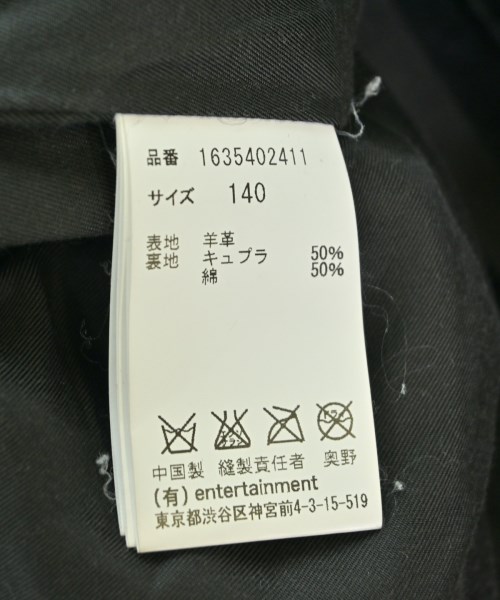 品番 1635402411
サイズ 140
表地 羊革
裏地 キュプラ 50%
綿 50%
中国製 縫製責任者 奥野
(有) entertainment
東京都渋谷区神宮前4-3-15-519